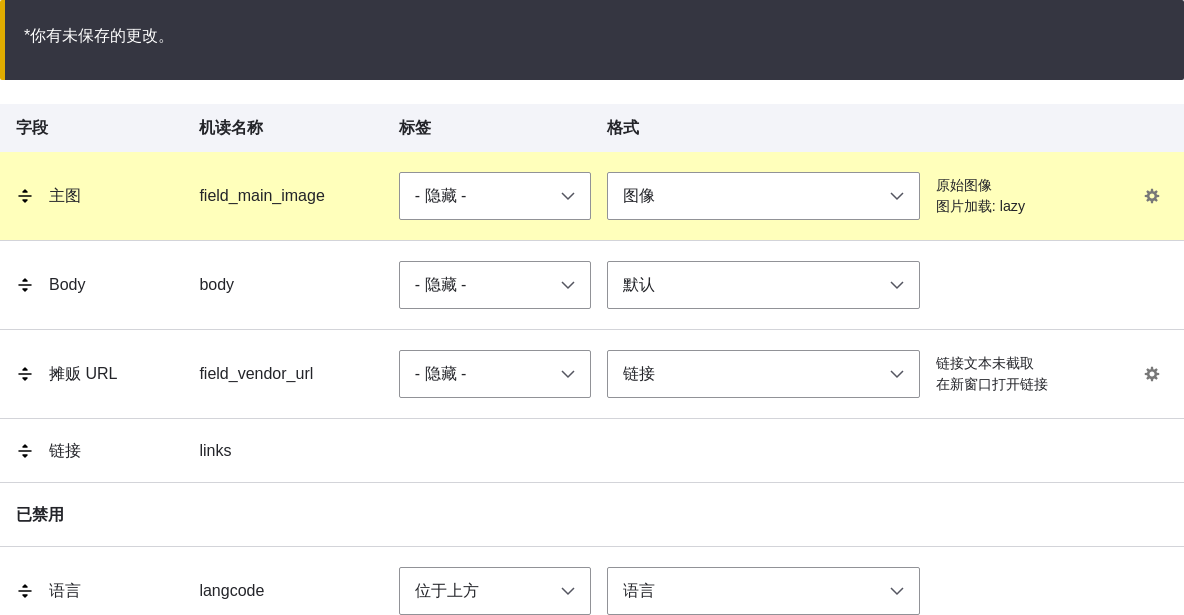 *你有未保存的更改。
字段 机读名称 标签 格式
主图 field_main_image - 隐藏 - 图像 原始图像
图片加载: lazy
Body body - 隐藏 - 默认
摊贩 URL field_vendor_url - 隐藏 - 链接 链接文本未截取
在新窗口打开链接
链接 links
已禁用
语言 langcode 位于上方 语言